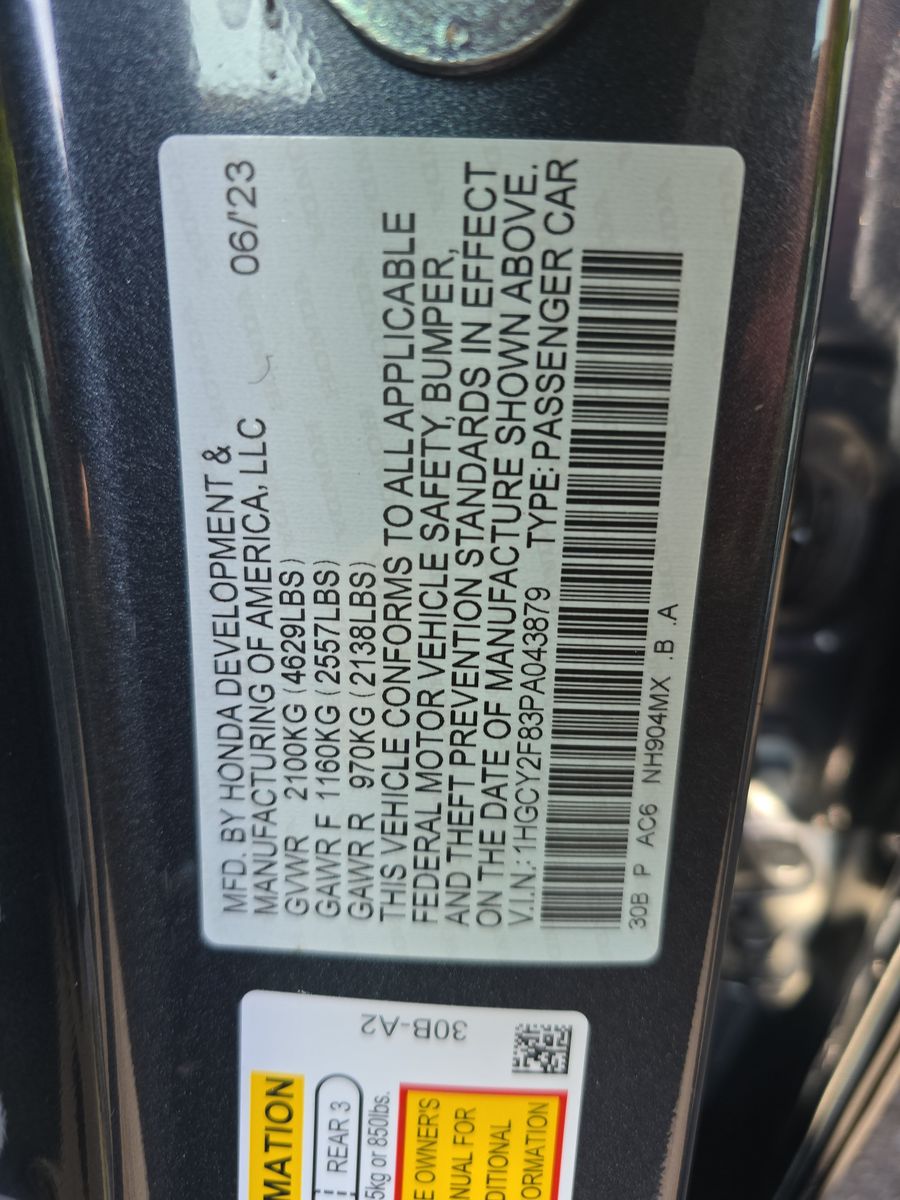 MFD. BY HONDA DEVELOPMENT &
MANUFACTURING OF AMERICA, LLC 06/'23
GVWR 2100KG (4629LBS)
GAWR F 1160KG (2557LBS)
GAWR R 970KG (2138LBS)
THIS VEHICLE CONFORMS TO ALL APPLICABLE
FEDERAL MOTOR VEHICLE SAFETY, BUMPER,
AND THEFT PREVENTION STANDARDS IN EFFECT
ON THE DATE OF MANUFACTURE SHOWN ABOVE.
V.I.N.: 1HGCY2F83PA043879 TYPE: PASSENGER CAR
30B P AC6 NH904MX .B .A
30B-A2
MATION
REAR 3
5kg or 850lbs.
E OWNER'S
NUAL FOR
DITIONAL
ORMATION